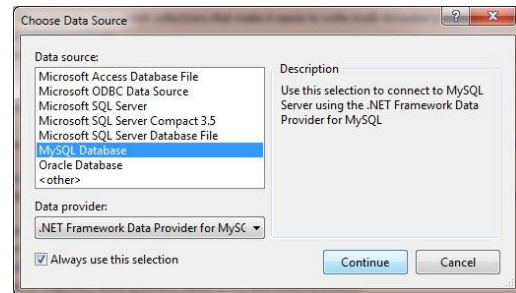 Choose Data Source
Data source:
Microsoft Access Database File
Microsoft ODBC Data Source
Microsoft SQL Server
Microsoft SQL Server Compact 3.5
Microsoft SQL Server Database File
MySQL Database
Oracle Database
<other>
Description
Use this selection to connect to MySQL
Server using the .NET Framework Data
Provider for MySQL
Data provider:
.NET Framework Data Provider for MySC
Always use this selection
Continue
Cancel